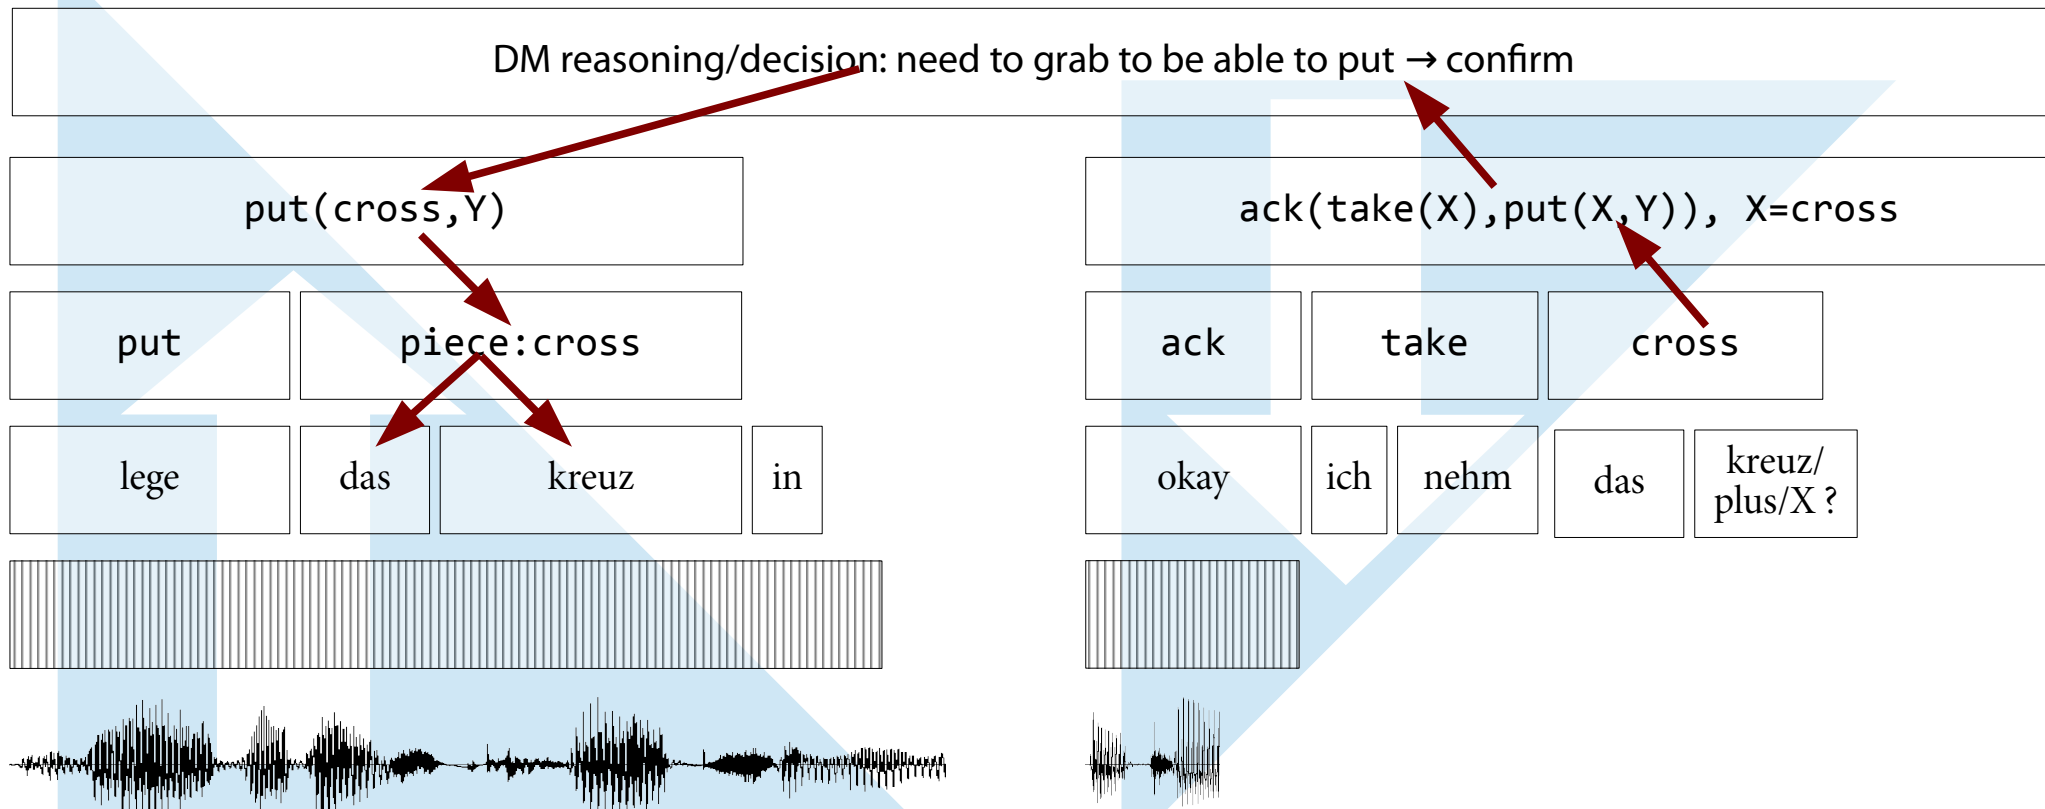 DM reasoning/decision: need to grab to be able to put → confirm
put(cross,Y)
ack(take(X),put(X,Y)), X=cross
put
piece:cross
ack
take
cross
lege
das
kreuz
in
okay
ich
nehm
das
kreuz/
plus/X ?